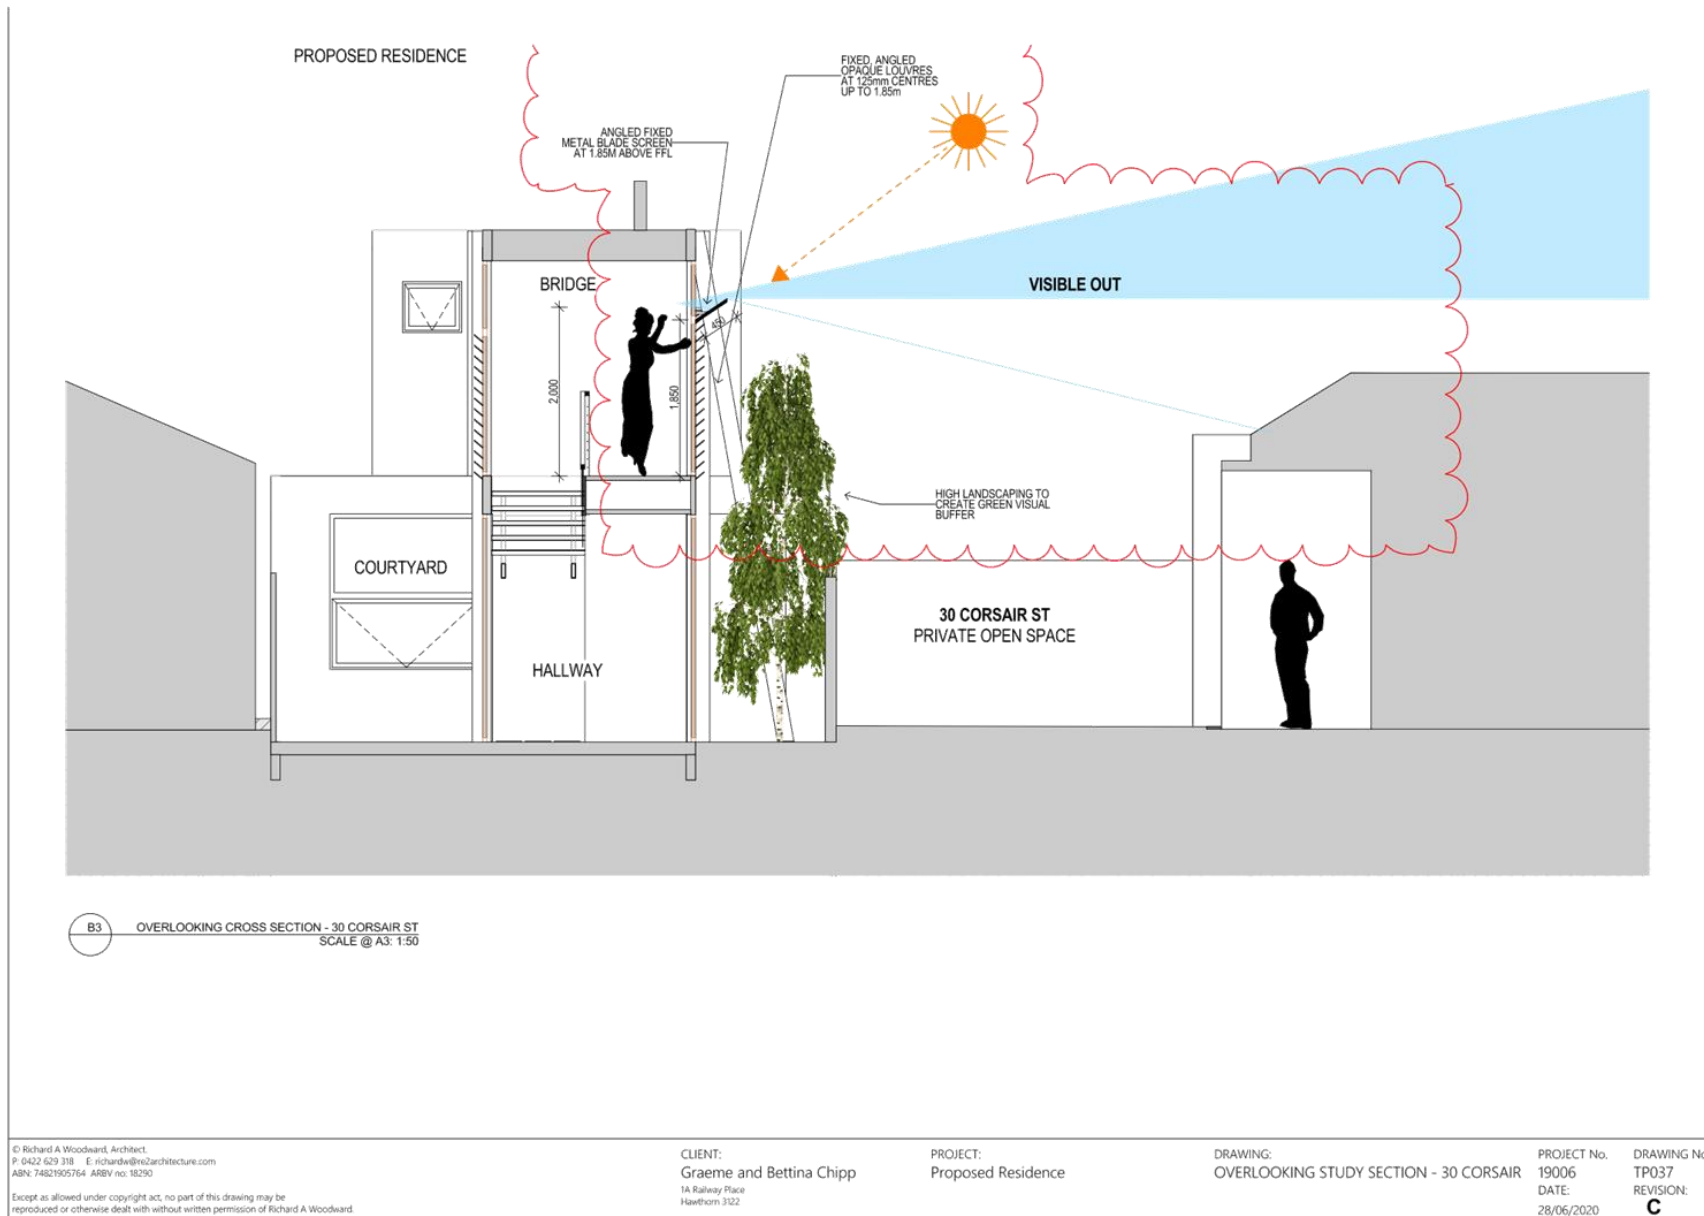 PROPOSED RESIDENCE
FIXED, ANGLED
OPAQUE LOUVRES
AT 125mm CENTRES
UP TO 1.85m
ANGLED FIXED
METAL BLADE SCREEN
AT 1.85M ABOVE FFL
BRIDGE
VISIBLE OUT
450
2,000
1,850
HIGH LANDSCAPING TO
CREATE GREEN VISUAL
BUFFER
COURTYARD
30 CORSAIR ST
PRIVATE OPEN SPACE
HALLWAY
B3
OVERLOOKING CROSS SECTION - 30 CORSAIR ST
SCALE @ A3: 1:50
© Richard A Woodward, Architect.
P: 0422 629 318 E: richardw@re2architecture.com
ABN: 74821905764 ARBV no: 18290
Except as allowed under copyright act, no part of this drawing may be
reproduced or otherwise dealt with without written permission of Richard A Woodward.
CLIENT:
Graeme and Bettina Chipp
1A Railway Place
Hawthorn 3122
PROJECT:
Proposed Residence
DRAWING:
OVERLOOKING STUDY SECTION - 30 CORSAIR
PROJECT No.
19006
DATE:
28/06/2020
DRAWING No
TP037
REVISION:
C